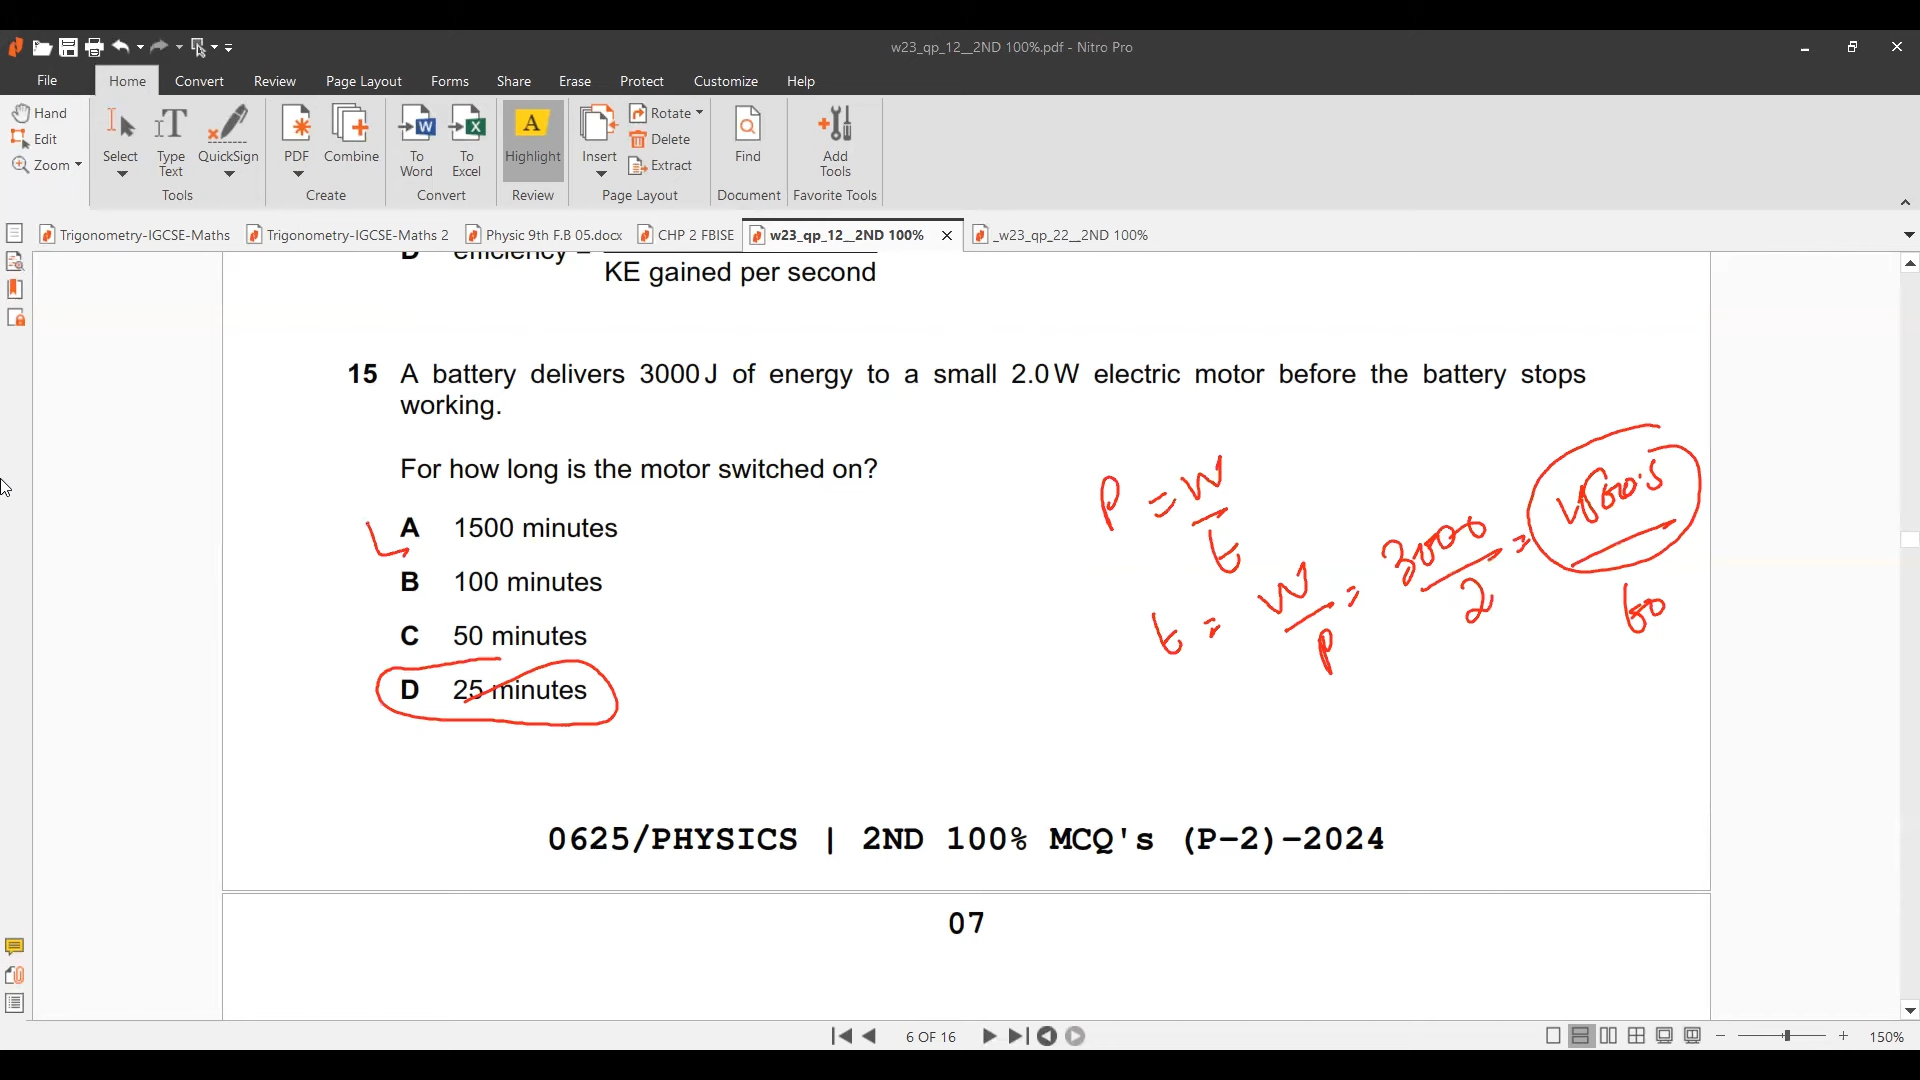 w23_qp_12__2ND 100%.pdf - Nitro Pro
File Home Convert Review Page Layout Forms Share Erase Protect Customize Help
Hand
Edit
Zoom
Select
Type Text
QuickSign
Tools
PDF
Combine
Create
To Word
To Excel
Convert
Highlight
Review
Insert
Rotate
Delete
Extract
Page Layout
Find
Document
Add Tools
Favorite Tools
Trigonometry-IGCSE-Maths Trigonometry-IGCSE-Maths 2 Physic 9th F.B 05.docx CHP 2 FBISE w23_qp_12__2ND 100% _w23_qp_22__2ND 100%
D efficiency =
KE gained per second
15 A battery delivers 3000 J of energy to a small 2.0 W electric motor before the battery stops
working.
For how long is the motor switched on?
A 1500 minutes
B 100 minutes
C 50 minutes
D 25 minutes
P = W / t
t = W / P = 3000 / 2 = 1500 s
60
0625/PHYSICS | 2ND 100% MCQ's (P-2)-2024
07
6 OF 16
150%